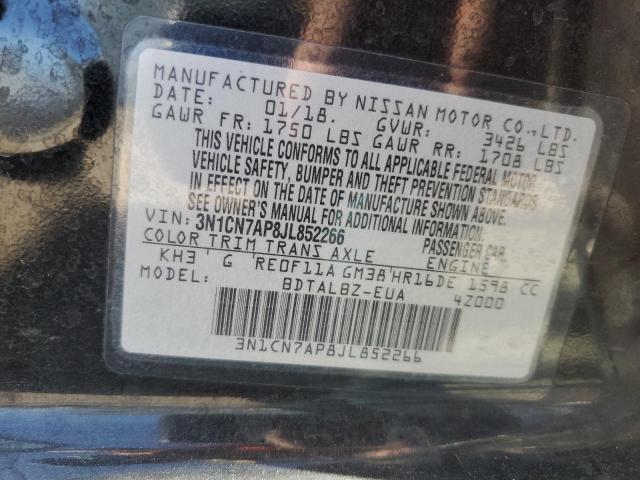 MANUFACTURED BY NISSAN MOTOR CO., LTD.
DATE: 01/18. GVWR: 3426 LBS
GAWR FR: 1750 LBS GAWR RR: 1708 LBS
THIS VEHICLE CONFORMS TO ALL APPLICABLE FEDERAL MOTOR
VEHICLE SAFETY, BUMPER AND THEFT PREVENTION STANDARDS
IN EFFECT ON THE DATE OF MANUFACTURE SHOWN ABOVE.
SEE OWNER'S MANUAL FOR ADDITIONAL INFORMATION.
VIN: 3N1CN7AP8JL852266 PASSENGER CAR.
COLOR TRIM TRANS AXLE ENGINE
KH3 G RE0F11A GM38 HR16DE 1598 CC
MODEL: BDTALBZ-EUA 4Z000
3N1CN7AP8JL852266